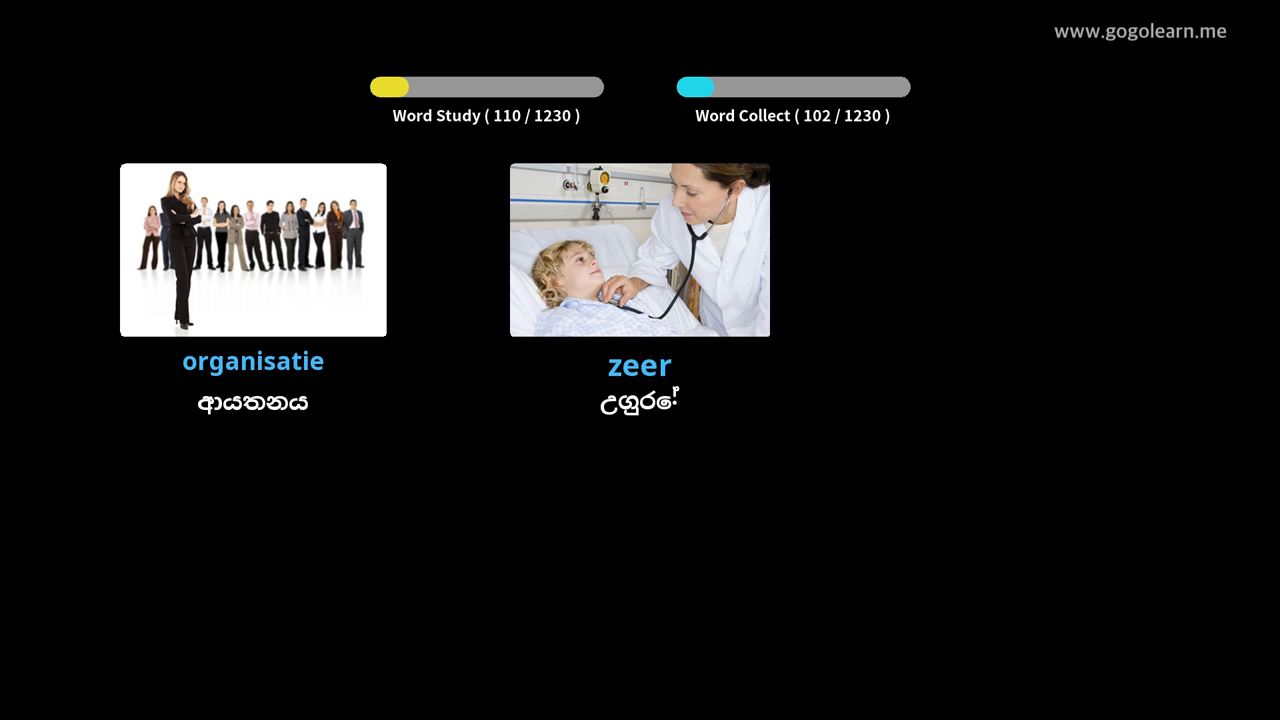 www.gogolearn.me
Word Study ( 110 / 1230 )
Word Collect ( 102 / 1230 )
organisatie
ආයතනය
zeer
උගුරේ